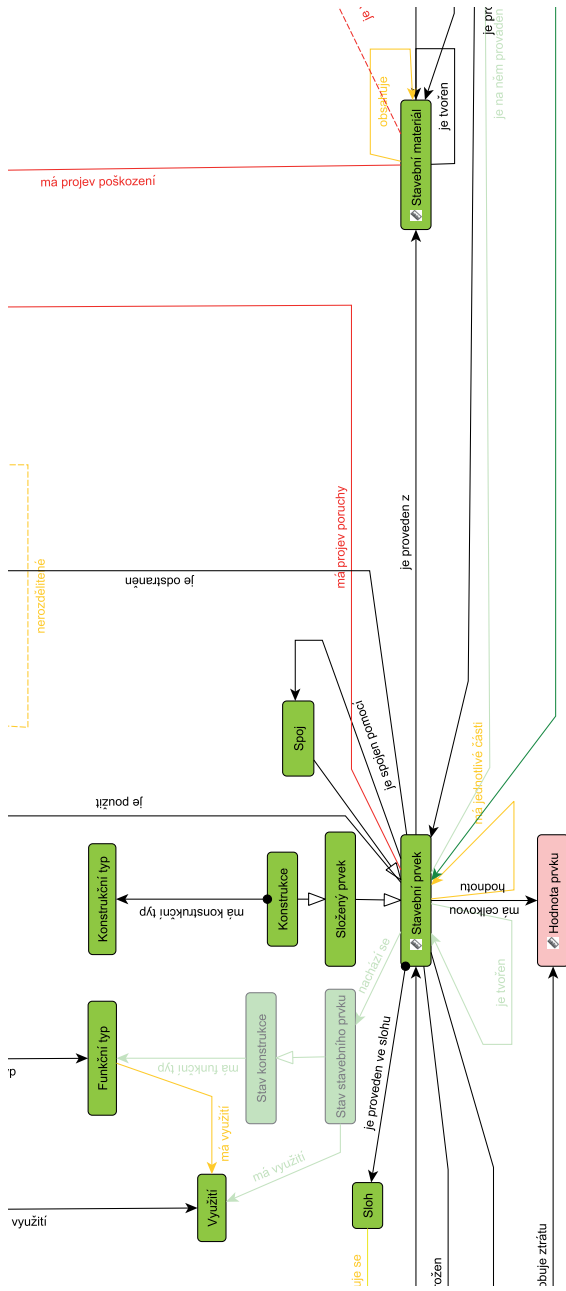 je na něm prováděn
obsahuje
je tvořen
Stavební materiál
má projev poškození
je proveden z
má projev poruchy
je odstraněn
nerozdělitelné
Spoj
je spojen pomocí
je použit
má jednotlivé části
Konstrukční typ
má konstrukční typ
Konstrukce
Složený prvek
Stavební prvek
má celkovou
hodnotu
Hodnota prvku
nachází se
je tvořen
Funkční typ
má funkční typ
Stav konstrukce
Stav stavebního prvku
je proveden ve slohu
má využití
má využití
Využití
využití
Sloh